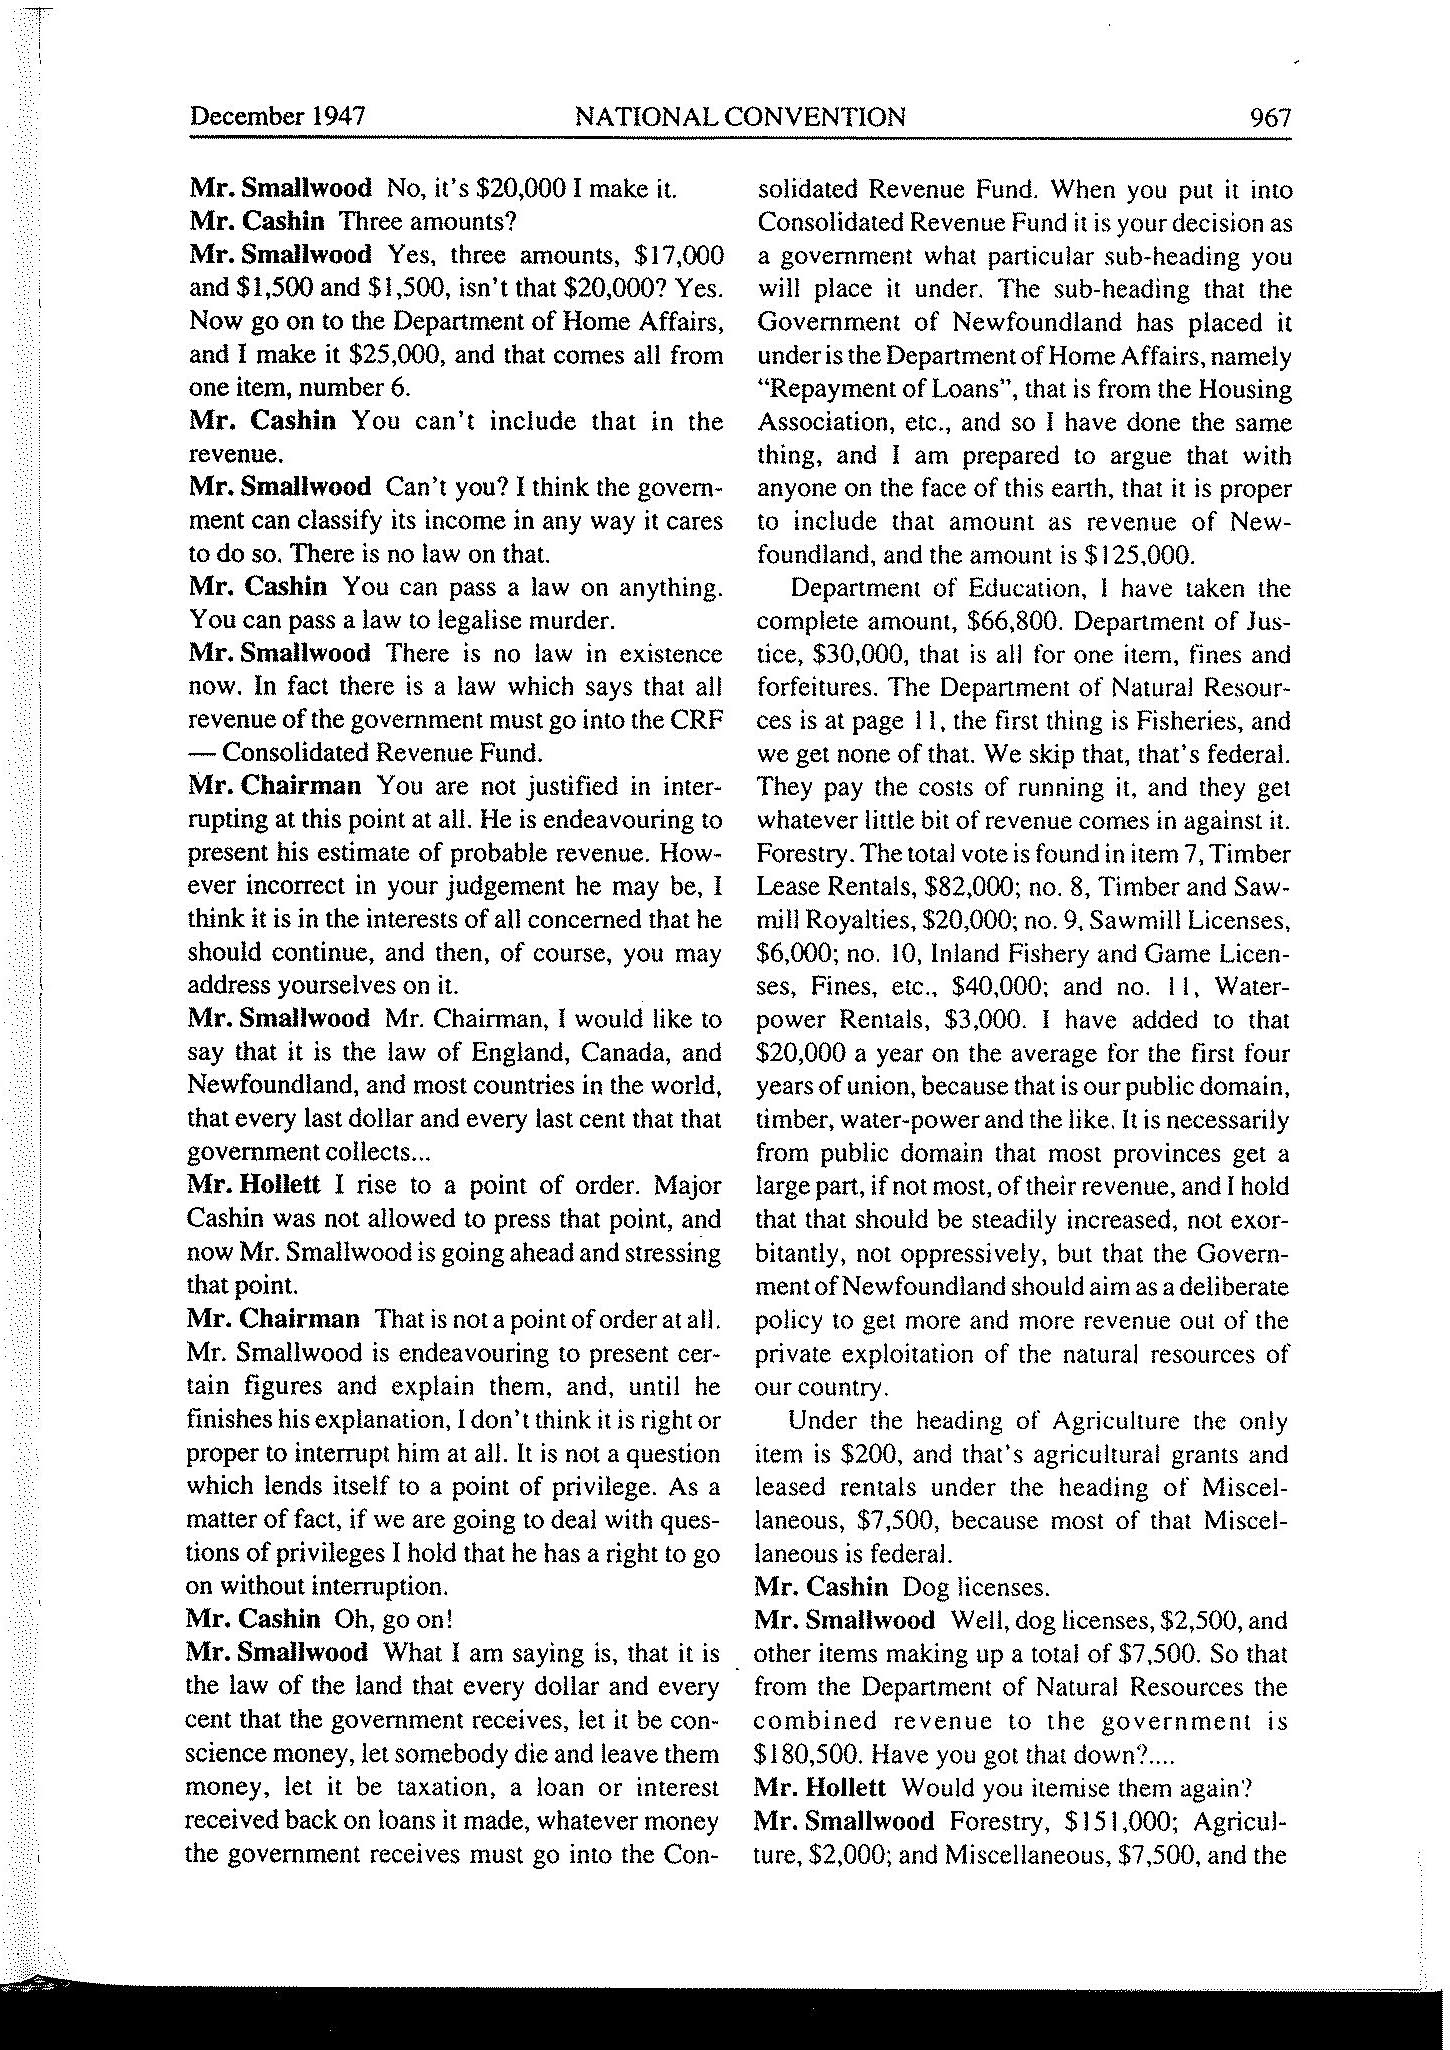 December 1947 NATIONAL CONVENTION 967
Mr. Smallwood No, it's $20,000 I make it.
Mr. Cashin Three amounts?
Mr. Smallwood Yes, three amounts, $17,000
and $1,500 and $1,500, isn't that $20,000? Yes.
Now go on to the Department of Home Affairs,
and I make it $25,000, and that comes all from
one item, number 6.
Mr. Cashin You can't include that in the
revenue.
Mr. Smallwood Can't you? I think the govern-
ment can classify its income in any way it cares
to do so. There is no law on that.
Mr. Cashin You can pass a law on anything.
You can pass a law to legalise murder.
Mr. Smallwood There is no law in existence
now. In fact there is a law which says that all
revenue of the government must go into the CRF
— Consolidated Revenue Fund.
Mr. Chairman You are not justified in inter-
rupting at this point at all. He is endeavouring to
present his estimate of probable revenue. How-
ever incorrect in your judgement he may be, I
think it is in the interests of all concerned that he
should continue, and then, of course, you may
address yourselves on it.
Mr. Smallwood Mr. Chairman, I would like to
say that it is the law of England, Canada, and
Newfoundland, and most countries in the world,
that every last dollar and every last cent that that
government collects...
Mr. Hollett I rise to a point of order. Major
Cashin was not allowed to press that point, and
now Mr. Smallwood is going ahead and stressing
that point.
Mr. Chairman That is not a point of order at all.
Mr. Smallwood is endeavouring to present cer-
tain figures and explain them, and, until he
finishes his explanation, I don't think it is right or
proper to interrupt him at all. It is not a question
which lends itself to a point of privilege. As a
matter of fact, if we are going to deal with ques-
tions of privileges I hold that he has a right to go
on without interruption.
Mr. Cashin Oh, go on!
Mr. Smallwood What I am saying is, that it is
the law of the land that every dollar and every
cent that the government receives, let it be con-
science money, let somebody die and leave them
money, let it be taxation, a loan or interest
received back on loans it made, whatever money
the government receives must go into the Con-
solidated Revenue Fund. When you put it into
Consolidated Revenue Fund it is your decision as
a government what particular sub-heading you
will place it under. The sub-heading that the
Government of Newfoundland has placed it
under is the Department of Home Affairs, namely
"Repayment of Loans", that is from the Housing
Association, etc., and so I have done the same
thing, and I am prepared to argue that with
anyone on the face of this earth, that it is proper
to include that amount as revenue of New-
foundland, and the amount is $125,000.
Department of Education, I have taken the
complete amount, $66,800. Department of Jus-
tice, $30,000, that is all for one item, fines and
forfeitures. The Department of Natural Resour-
ces is at page 11, the first thing is Fisheries, and
we get none of that. We skip that, that's federal.
They pay the costs of running it, and they get
whatever little bit of revenue comes in against it.
Forestry. The total vote is found in item 7, Timber
Lease Rentals, $82,000; no. 8, Timber and Saw-
mill Royalties, $20,000; no. 9, Sawmill Licenses,
$6,000; no. 10, Inland Fishery and Game Licen-
ses, Fines, etc., $40,000; and no. 11, Water-
power Rentals, $3,000. I have added to that
$20,000 a year on the average for the first four
years of union, because that is our public domain,
timber, water-power and the like. It is necessarily
from public domain that most provinces get a
large part, if not most, of their revenue, and I hold
that that should be steadily increased, not exor-
bitantly, not oppressively, but that the Govern-
ment of Newfoundland should aim as a deliberate
policy to get more and more revenue out of the
private exploitation of the natural resources of
our country.
Under the heading of Agriculture the only
item is $200, and that's agricultural grants and
leased rentals under the heading of Miscel-
laneous, $7,500, because most of that Miscel-
laneous is federal.
Mr. Cashin Dog licenses.
Mr. Smallwood Well, dog licenses, $2,500, and
other items making up a total of $7,500. So that
from the Department of Natural Resources the
combined revenue to the government is
$180,500. Have you got that down?....
Mr. Hollett Would you itemise them again?
Mr. Smallwood Forestry, $151,000; Agricul-
ture, $2,000; and Miscellaneous, $7,500, and the